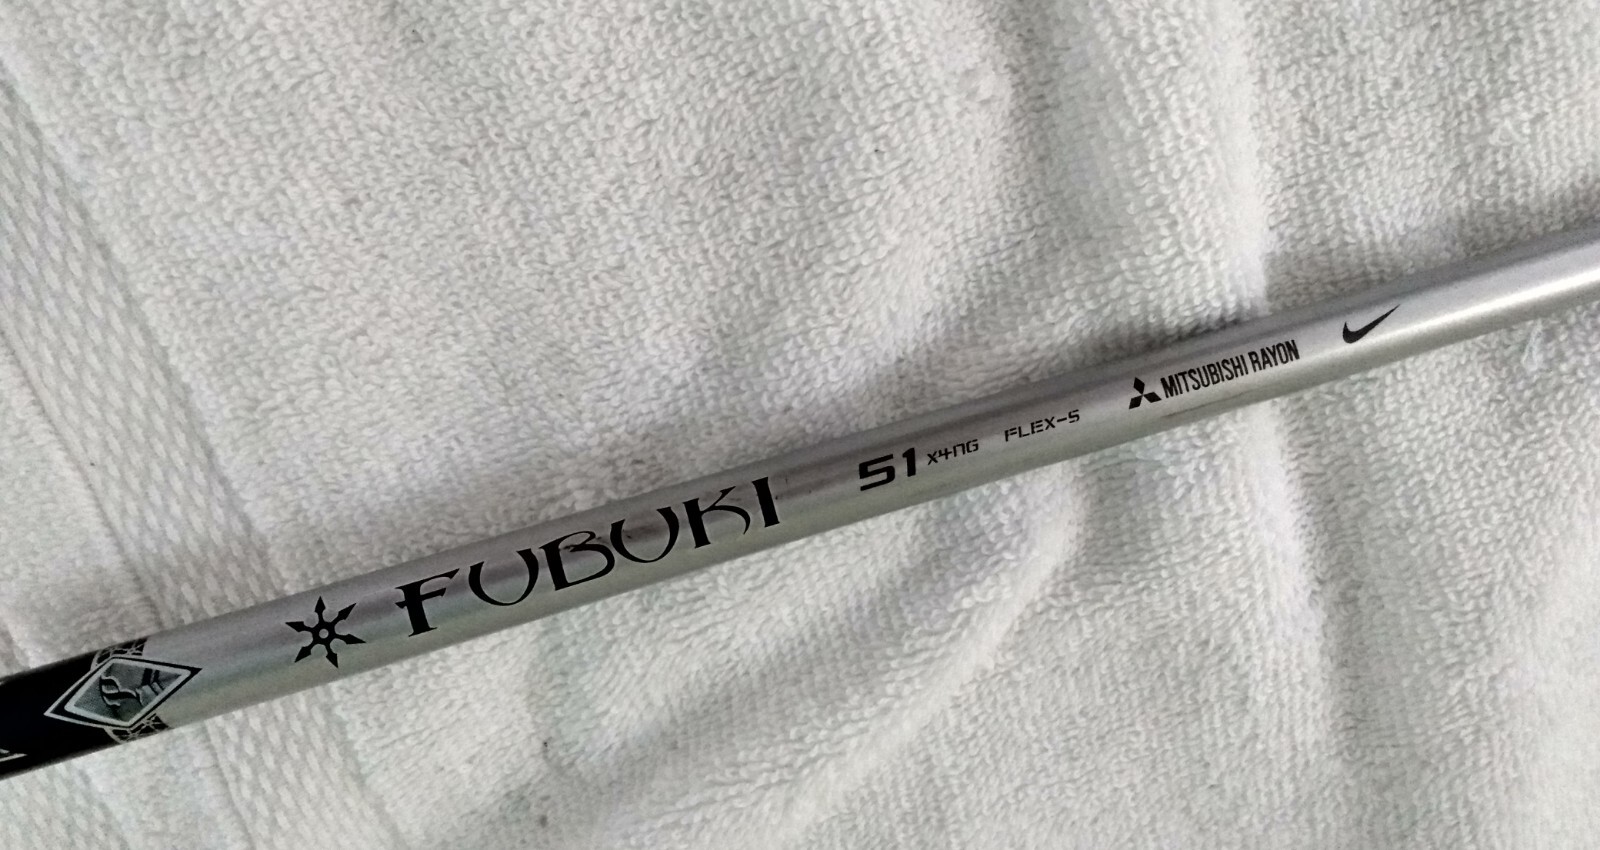 FUBUKI 51 x4ng FLEX-S MITSUBISHI RAYON